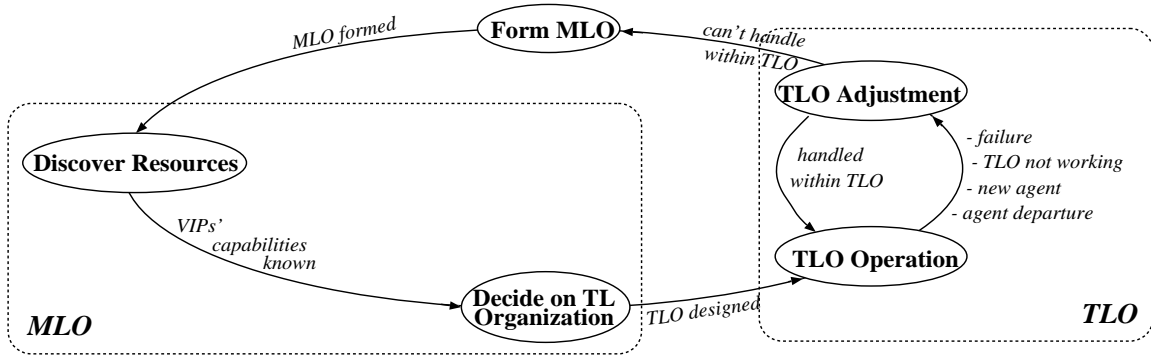 Form MLO
MLO formed
can't handle
within TLO
TLO Adjustment
Discover Resources
handled
within TLO
- failure
- TLO not working
- new agent
- agent departure
VIPs'
capabilities
known
TLO Operation
Decide on TL
Organization
TLO designed
MLO
TLO